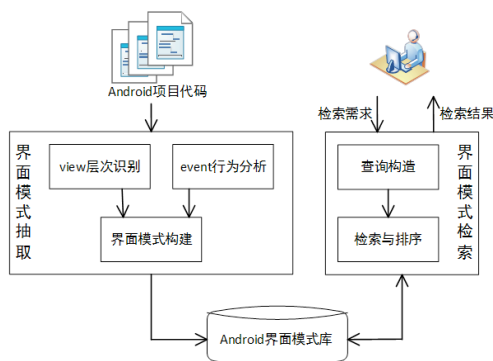 Android项目代码
检索需求
检索结果
界面模式抽取
view层次识别
event行为分析
界面模式构建
查询构造
检索与排序
界面模式检索
Android界面模式库